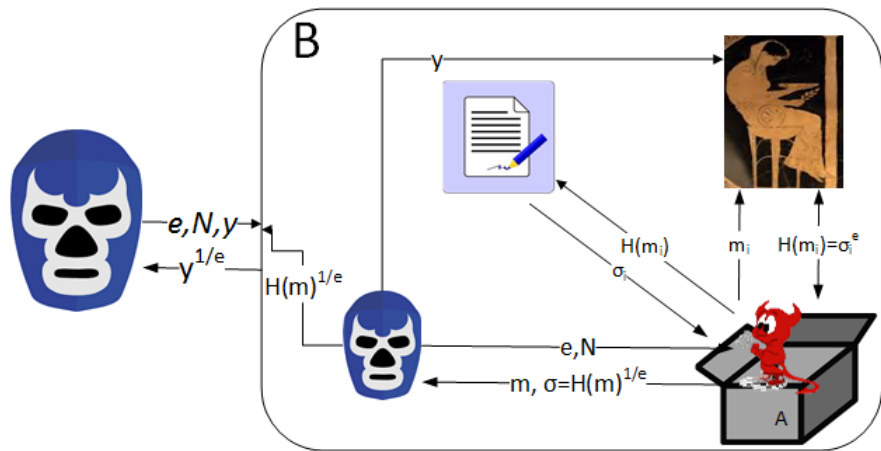 B
y
e,N,y
y^{1/e}
H(m)^{1/e}
H(m_i)
σ_i
m_i
H(m_i)=σ_i^e
e,N
m, σ=H(m)^{1/e}
A